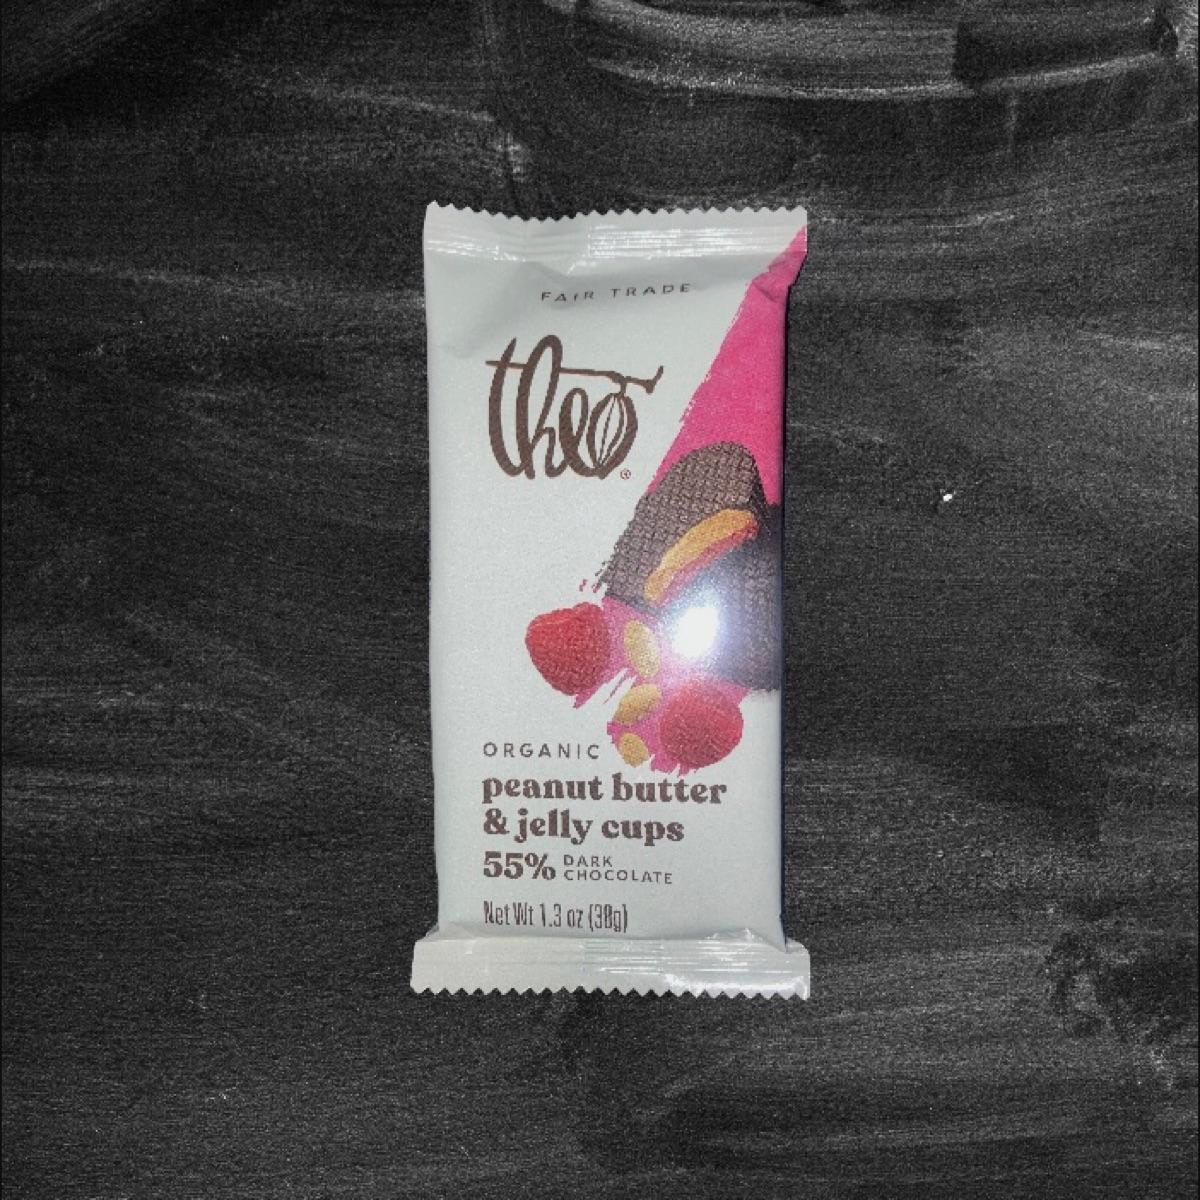 FAIR TRADE
theo®
ORGANIC
peanut butter
& jelly cups
55% DARK
CHOCOLATE
Net Wt 1.3 oz (38g)